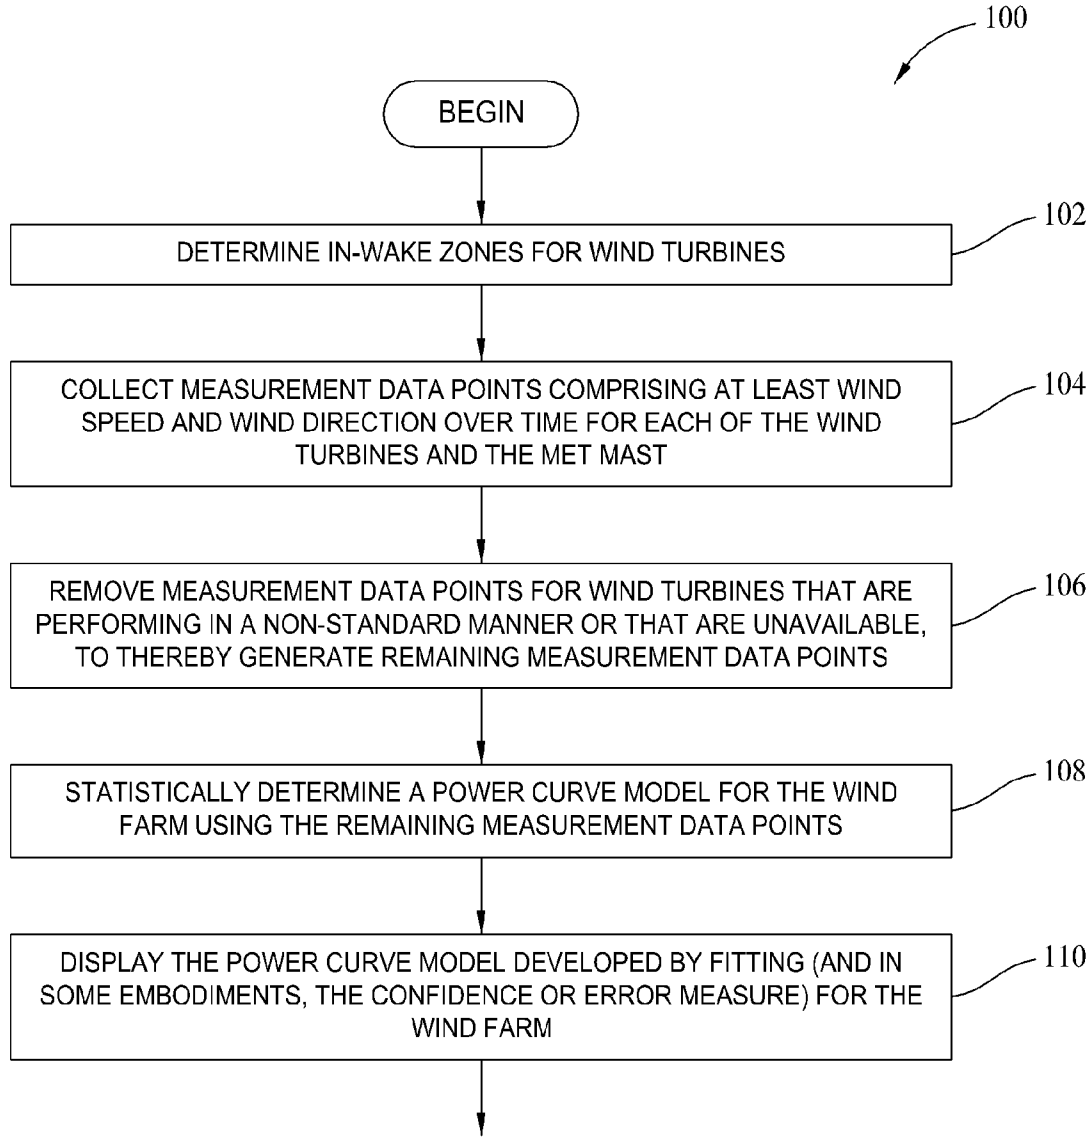 100
BEGIN
102
DETERMINE IN-WAKE ZONES FOR WIND TURBINES
104
COLLECT MEASUREMENT DATA POINTS COMPRISING AT LEAST WIND
SPEED AND WIND DIRECTION OVER TIME FOR EACH OF THE WIND
TURBINES AND THE MET MAST
106
REMOVE MEASUREMENT DATA POINTS FOR WIND TURBINES THAT ARE
PERFORMING IN A NON-STANDARD MANNER OR THAT ARE UNAVAILABLE,
TO THEREBY GENERATE REMAINING MEASUREMENT DATA POINTS
108
STATISTICALLY DETERMINE A POWER CURVE MODEL FOR THE WIND
FARM USING THE REMAINING MEASUREMENT DATA POINTS
110
DISPLAY THE POWER CURVE MODEL DEVELOPED BY FITTING (AND IN
SOME EMBODIMENTS, THE CONFIDENCE OR ERROR MEASURE) FOR THE
WIND FARM